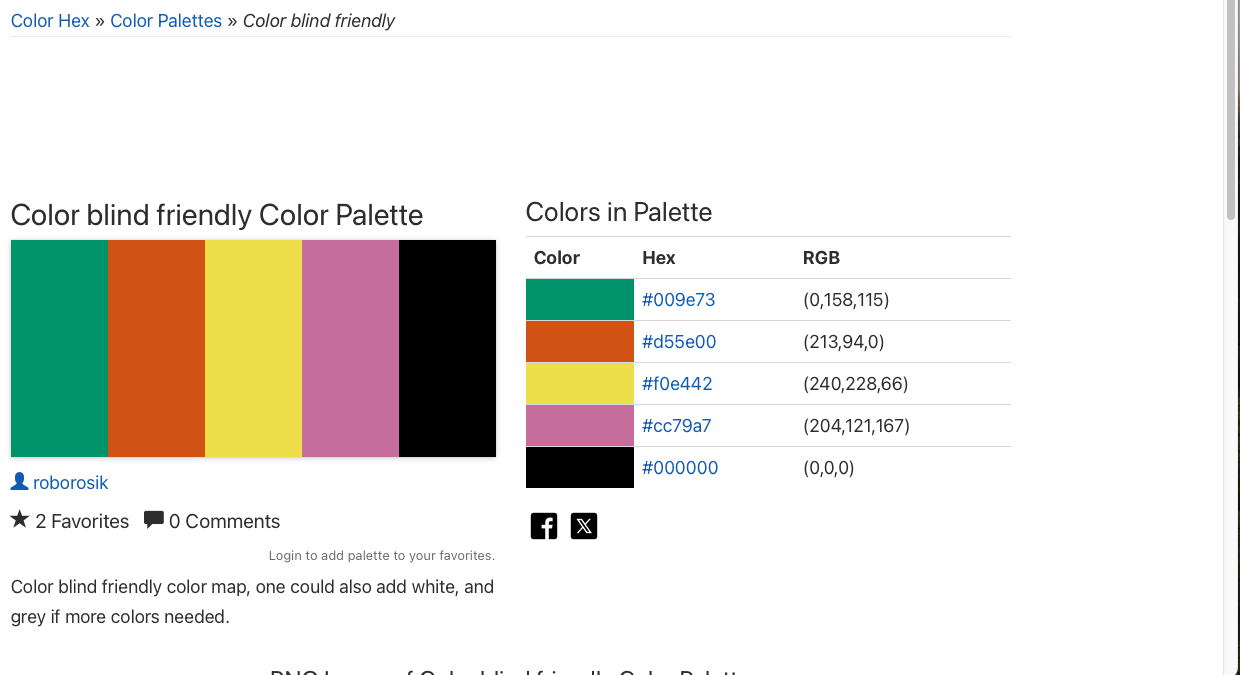 Color Hex » Color Palettes » Color blind friendly
Color blind friendly Color Palette
roborosik
2 Favorites 0 Comments
Login to add palette to your favorites.
Color blind friendly color map, one could also add white, and
grey if more colors needed.
Colors in Palette
Color Hex RGB
#009e73 (0,158,115)
#d55e00 (213,94,0)
#f0e442 (240,228,66)
#cc79a7 (204,121,167)
#000000 (0,0,0)